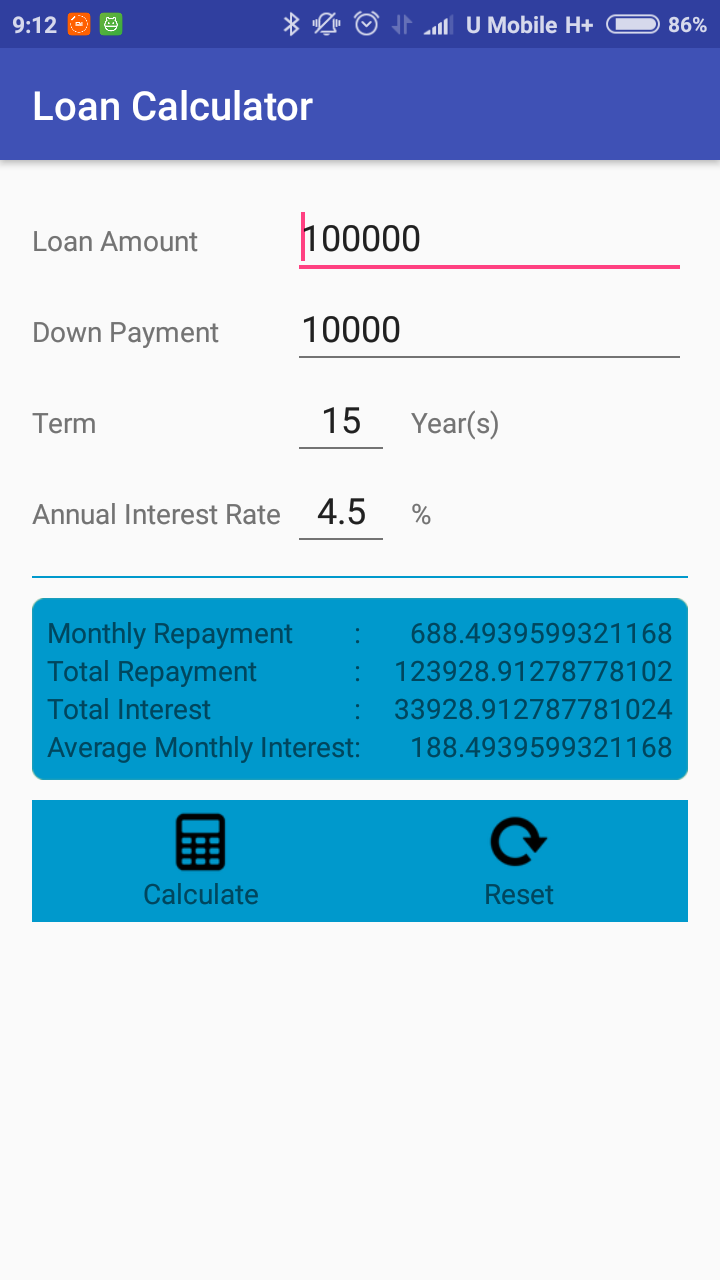 9:12 U Mobile H+ 86%
Loan Calculator
Loan Amount 100000
Down Payment 10000
Term 15 Year(s)
Annual Interest Rate 4.5 %
Monthly Repayment : 688.4939599321168
Total Repayment : 123928.91278778102
Total Interest : 33928.912787781024
Average Monthly Interest: 188.4939599321168
Calculate Reset